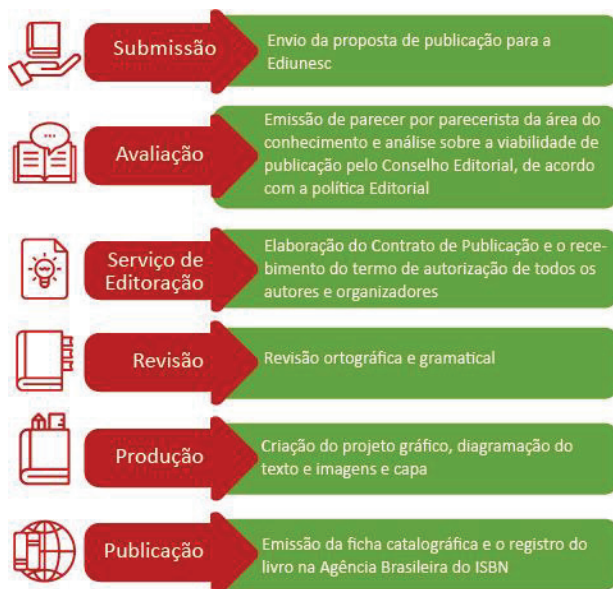 Submissão
Envio da proposta de publicação para a
Ediunesc
Avaliação
Emissão de parecer por parecerista da área do
conhecimento e análise sobre a viabilidade de
publicação pelo Conselho Editorial, de acordo
com a política Editorial
Serviço de
Editoração
Elaboração do Contrato de Publicação e o rece-
bimento do termo de autorização de todos os
autores e organizadores
Revisão
Revisão ortográfica e gramatical
Produção
Criação do projeto gráfico, diagramação do
texto e imagens e capa
Publicação
Emissão da ficha catalográfica e o registro do
livro na Agência Brasileira do ISBN